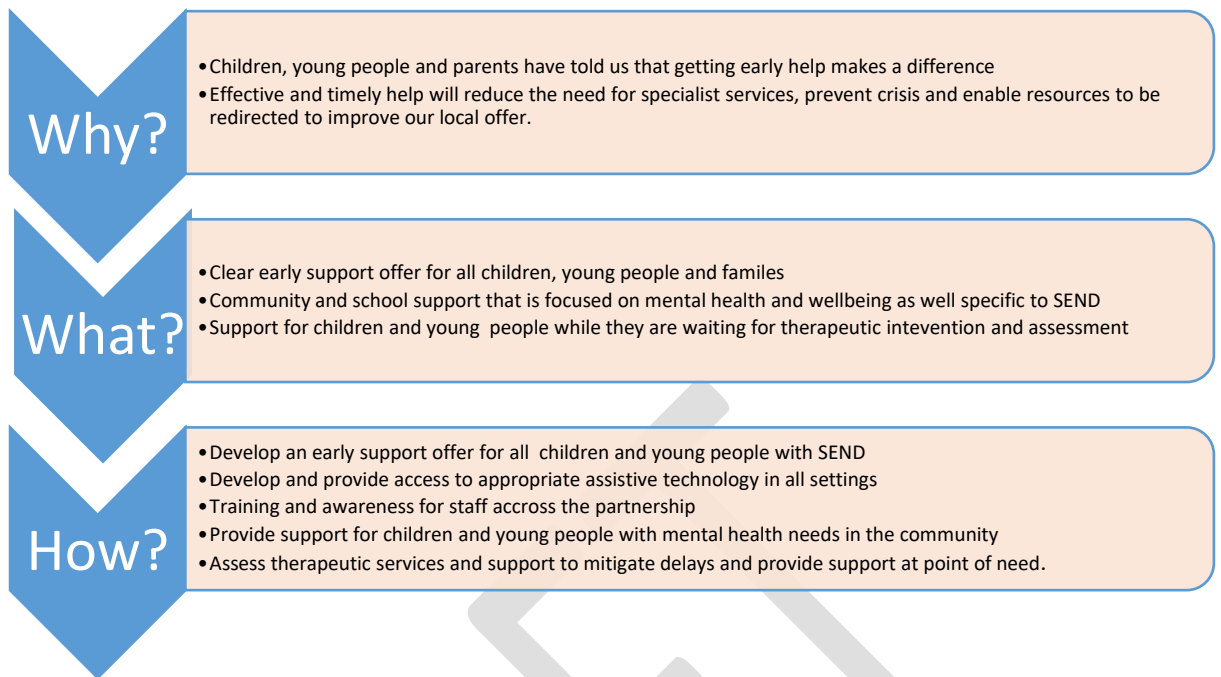 Why?
•Children, young people and parents have told us that getting early help makes a difference
•Effective and timely help will reduce the need for specialist services, prevent crisis and enable resources to be
redirected to improve our local offer.
What?
•Clear early support offer for all children, young people and familes
•Community and school support that is focused on mental health and wellbeing as well specific to SEND
•Support for children and young  people while they are waiting for therapeutic intevention and assessment
How?
•Develop an early support offer for all  children and young people with SEND
•Develop and provide access to appropriate assistive technology in all settings
•Training and awareness for staff accross the partnership
•Provide support for children and young people with mental health needs in the community
•Assess therapeutic services and support to mitigate delays and provide support at point of need.